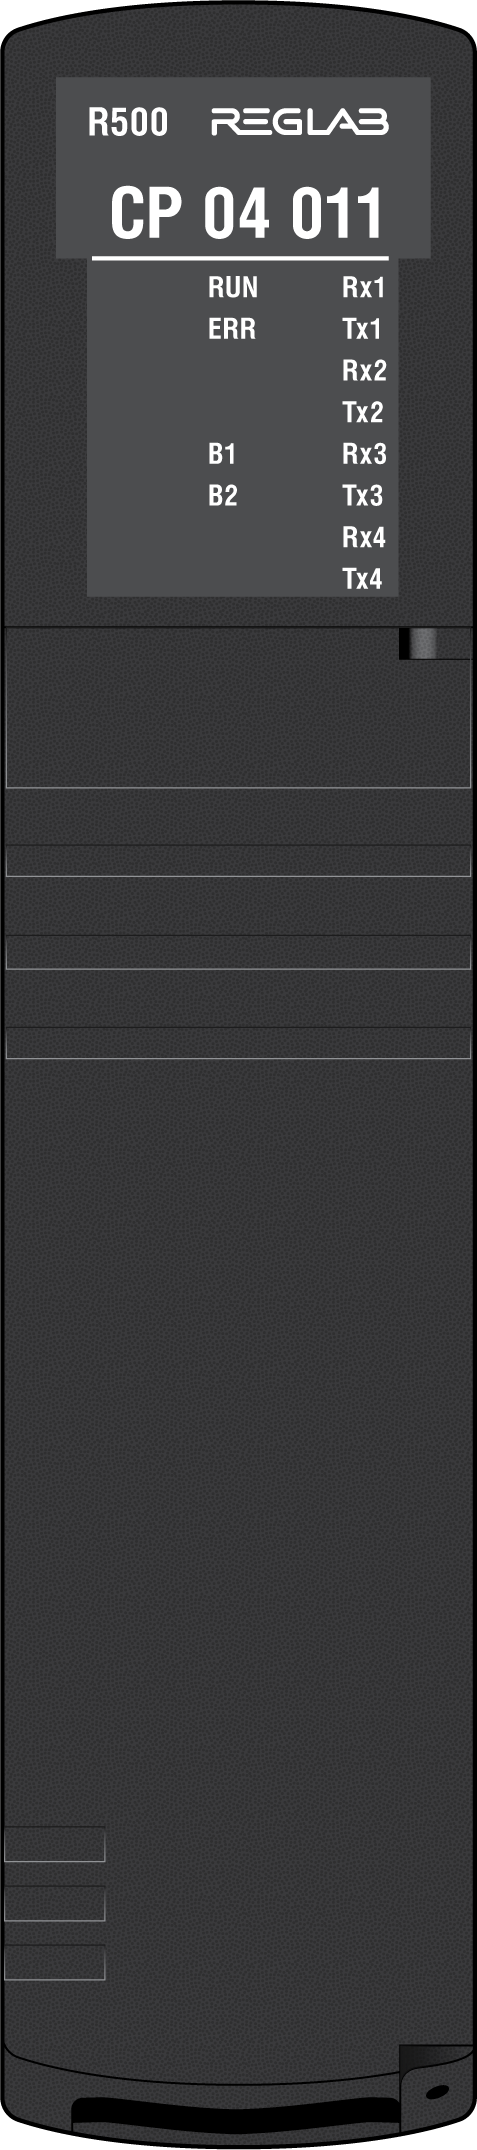 R500 REGLAB
CP 04 011
RUN Rx1
ERR Tx1
Rx2
Tx2
B1 Rx3
B2 Tx3
Rx4
Tx4